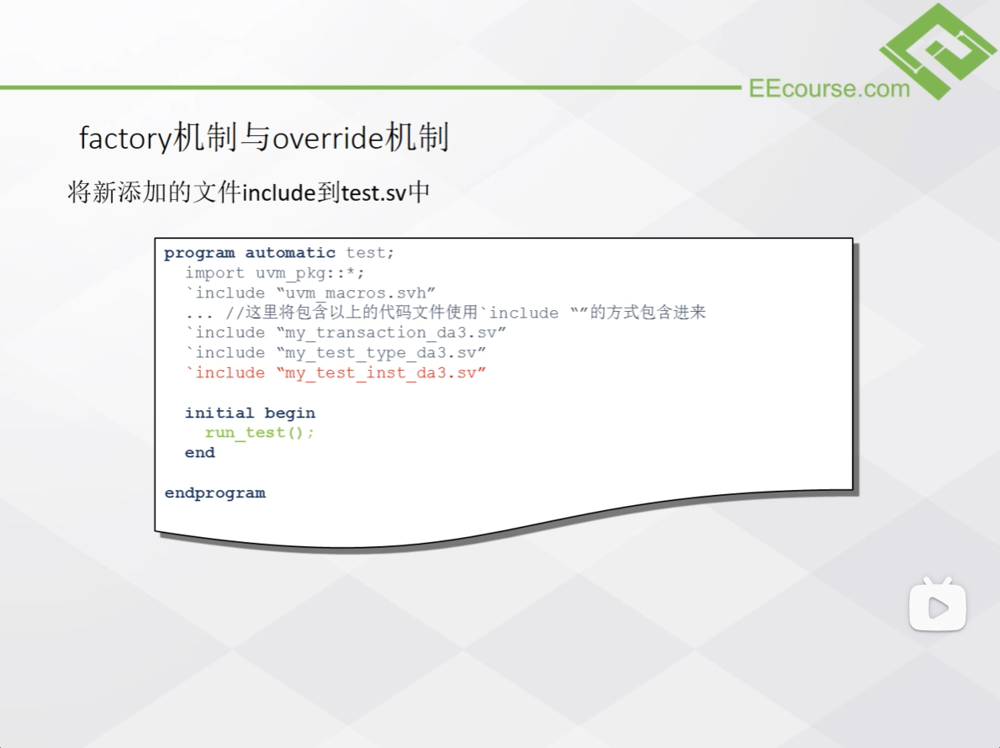 EEcourse.com
factory机制与override机制
将新添加的文件include到test.sv中
program automatic test;
import uvm_pkg::*;
`include “uvm_macros.svh”
... //这里将包含以上的代码文件使用`include “”的方式包含进来
`include “my_transaction_da3.sv”
`include “my_test_type_da3.sv”
`include “my_test_inst_da3.sv”
initial begin
run_test();
end
endprogram